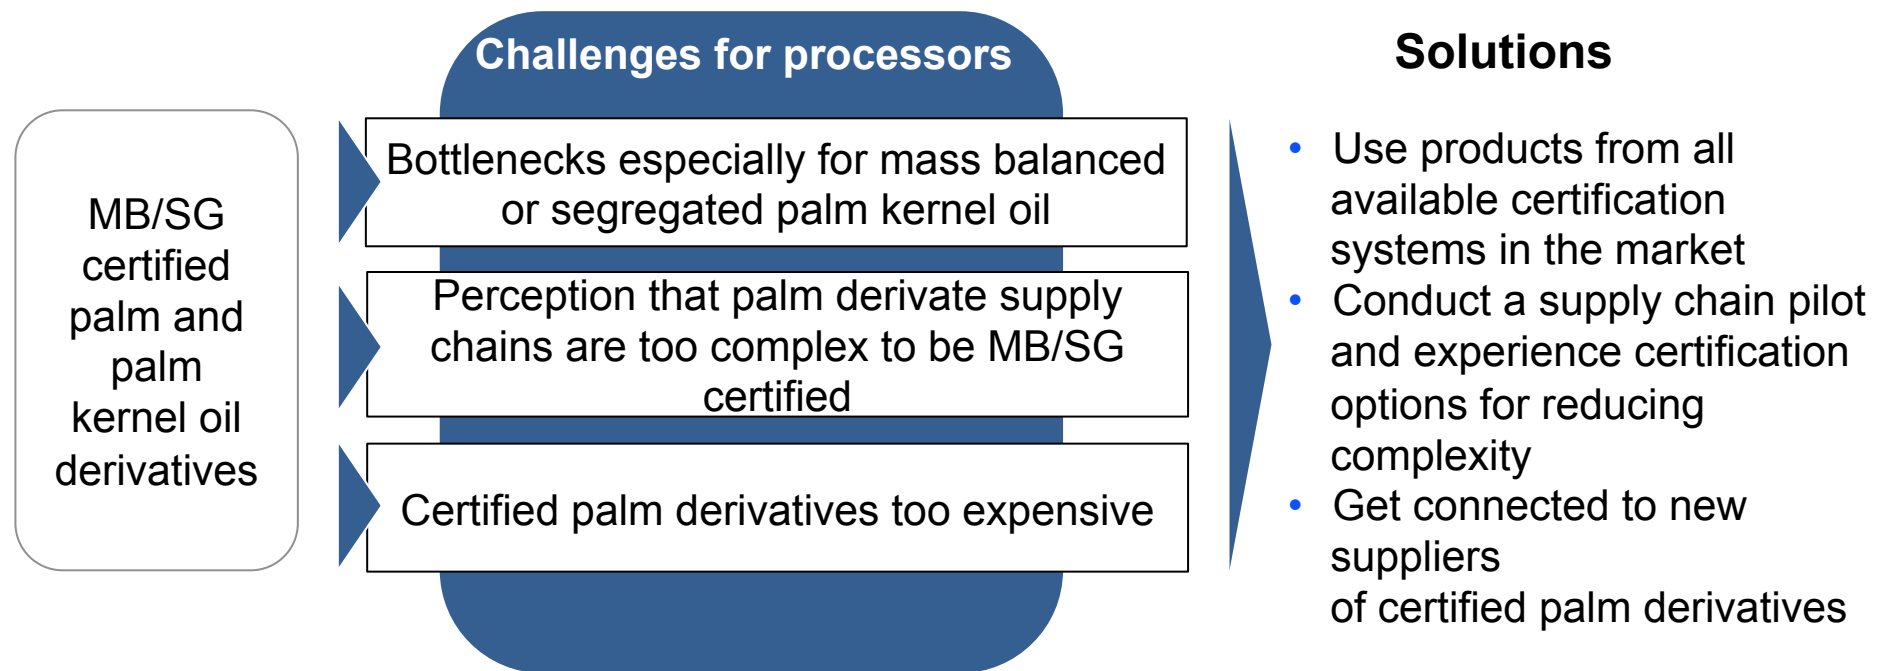 MB/SG
certified
palm and
palm
kernel oil
derivatives
Challenges for processors
Bottlenecks especially for mass balanced
or segregated palm kernel oil
Perception that palm derivate supply
chains are too complex to be MB/SG
certified
Certified palm derivatives too expensive
Solutions
• Use products from all
available certification
systems in the market
• Conduct a supply chain pilot
and experience certification
options for reducing
complexity
• Get connected to new
suppliers
of certified palm derivatives